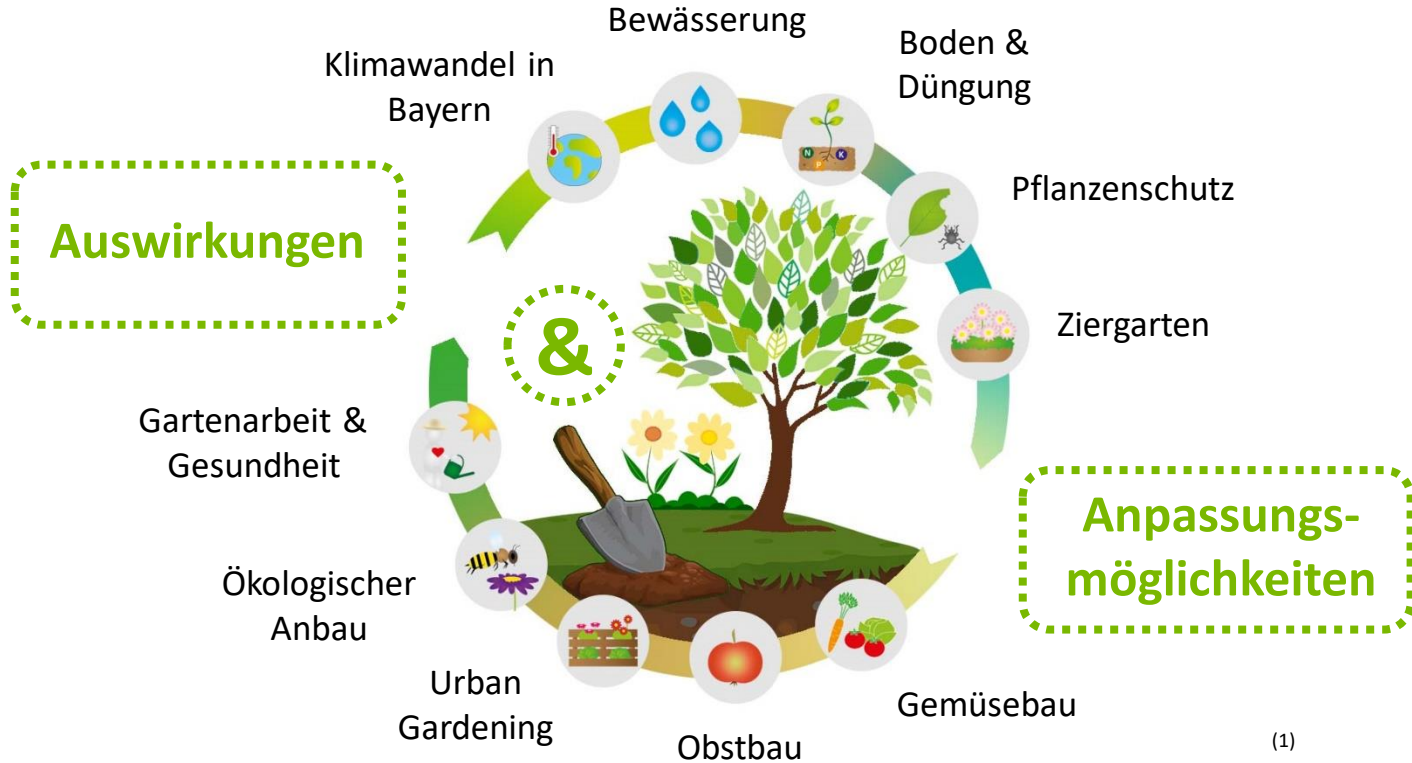 Bewässerung
Boden &
Düngung
Klimawandel in
Bayern
Pflanzenschutz
Auswirkungen
&
Ziergarten
Gartenarbeit &
Gesundheit
Anpassungs-
möglichkeiten
Ökologischer
Anbau
Urban
Gardening
Obstbau
Gemüsebau
N
P
K
(1)